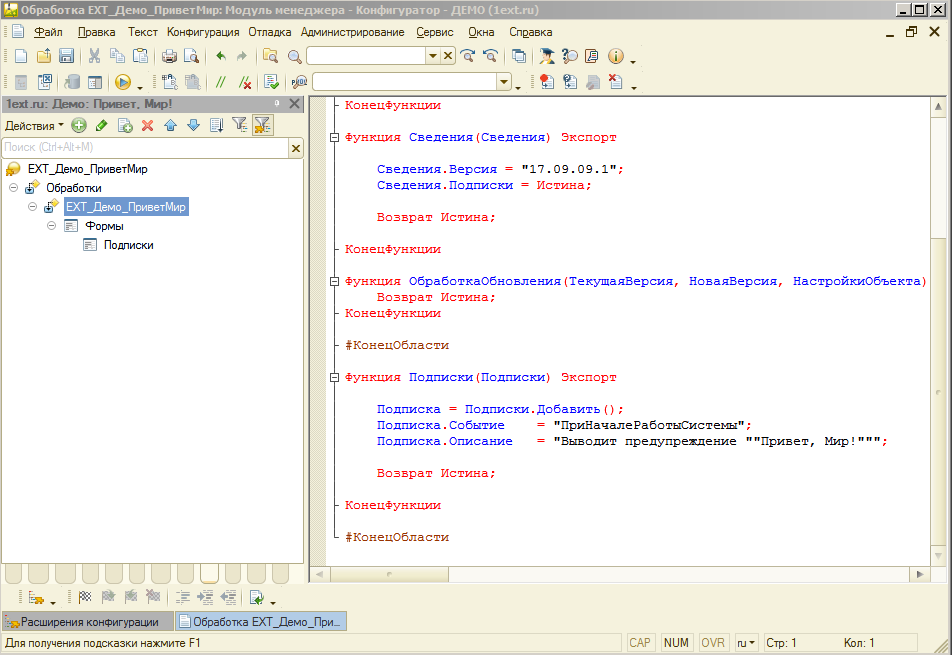 Обработка EXT_Демо_ПриветМир: Модуль менеджера - Конфигуратор - ДЕМО (1ext.ru)
Файл Правка Текст Конфигурация Отладка Администрирование Сервис Окна Справка
1ext.ru: Демо: Привет, Мир!
Действия
Поиск (Ctrl+Alt+M)
EXT_Демо_ПриветМир
Обработки
EXT_Демо_ПриветМир
Формы
Подписки
КонецФункции
Функция Сведения(Сведения) Экспорт
Сведения.Версия = "17.09.09.1";
Сведения.Подписки = Истина;
Возврат Истина;
КонецФункции
Функция ОбработкаОбновления(ТекущаяВерсия, НоваяВерсия, НастройкиОбъекта)
Возврат Истина;
КонецФункции
#КонецОбласти
Функция Подписки(Подписки) Экспорт
Подписка = Подписки.Добавить();
Подписка.Событие = "ПриНачалеРаботыСистемы";
Подписка.Описание = "Выводит предупреждение ""Привет, Мир!""";
Возврат Истина;
КонецФункции
#КонецОбласти
Расширения конфигурации
Обработка EXT_Демо_При...
Для получения подсказки нажмите F1
CAP NUM OVR ru Стр: 1 Кол: 1